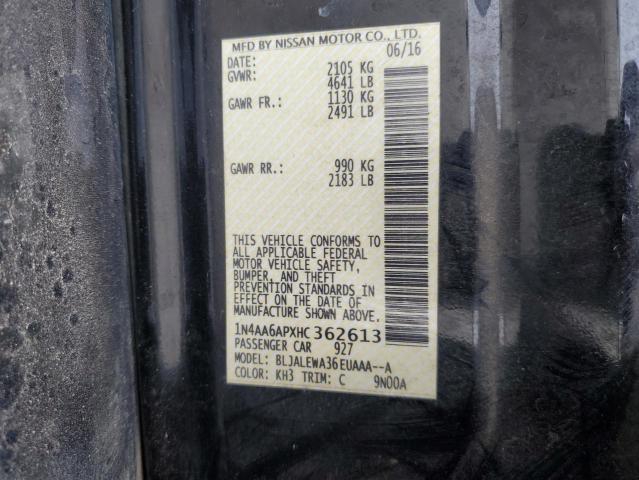 MFD BY NISSAN MOTOR CO., LTD.
DATE: 06/16
GVWR: 2105 KG
4641 LB
GAWR FR.: 1130 KG
2491 LB
GAWR RR.: 990 KG
2183 LB
THIS VEHICLE CONFORMS TO
ALL APPLICABLE FEDERAL
MOTOR VEHICLE SAFETY,
BUMPER, AND THEFT
PREVENTION STANDARDS IN
EFFECT ON THE DATE OF
MANUFACTURE SHOWN ABOVE.
1N4AA6APXHC362613
PASSENGER CAR 927
MODEL: BLJALEWA36EUAAA--A
COLOR: KH3 TRIM: C 9N00A